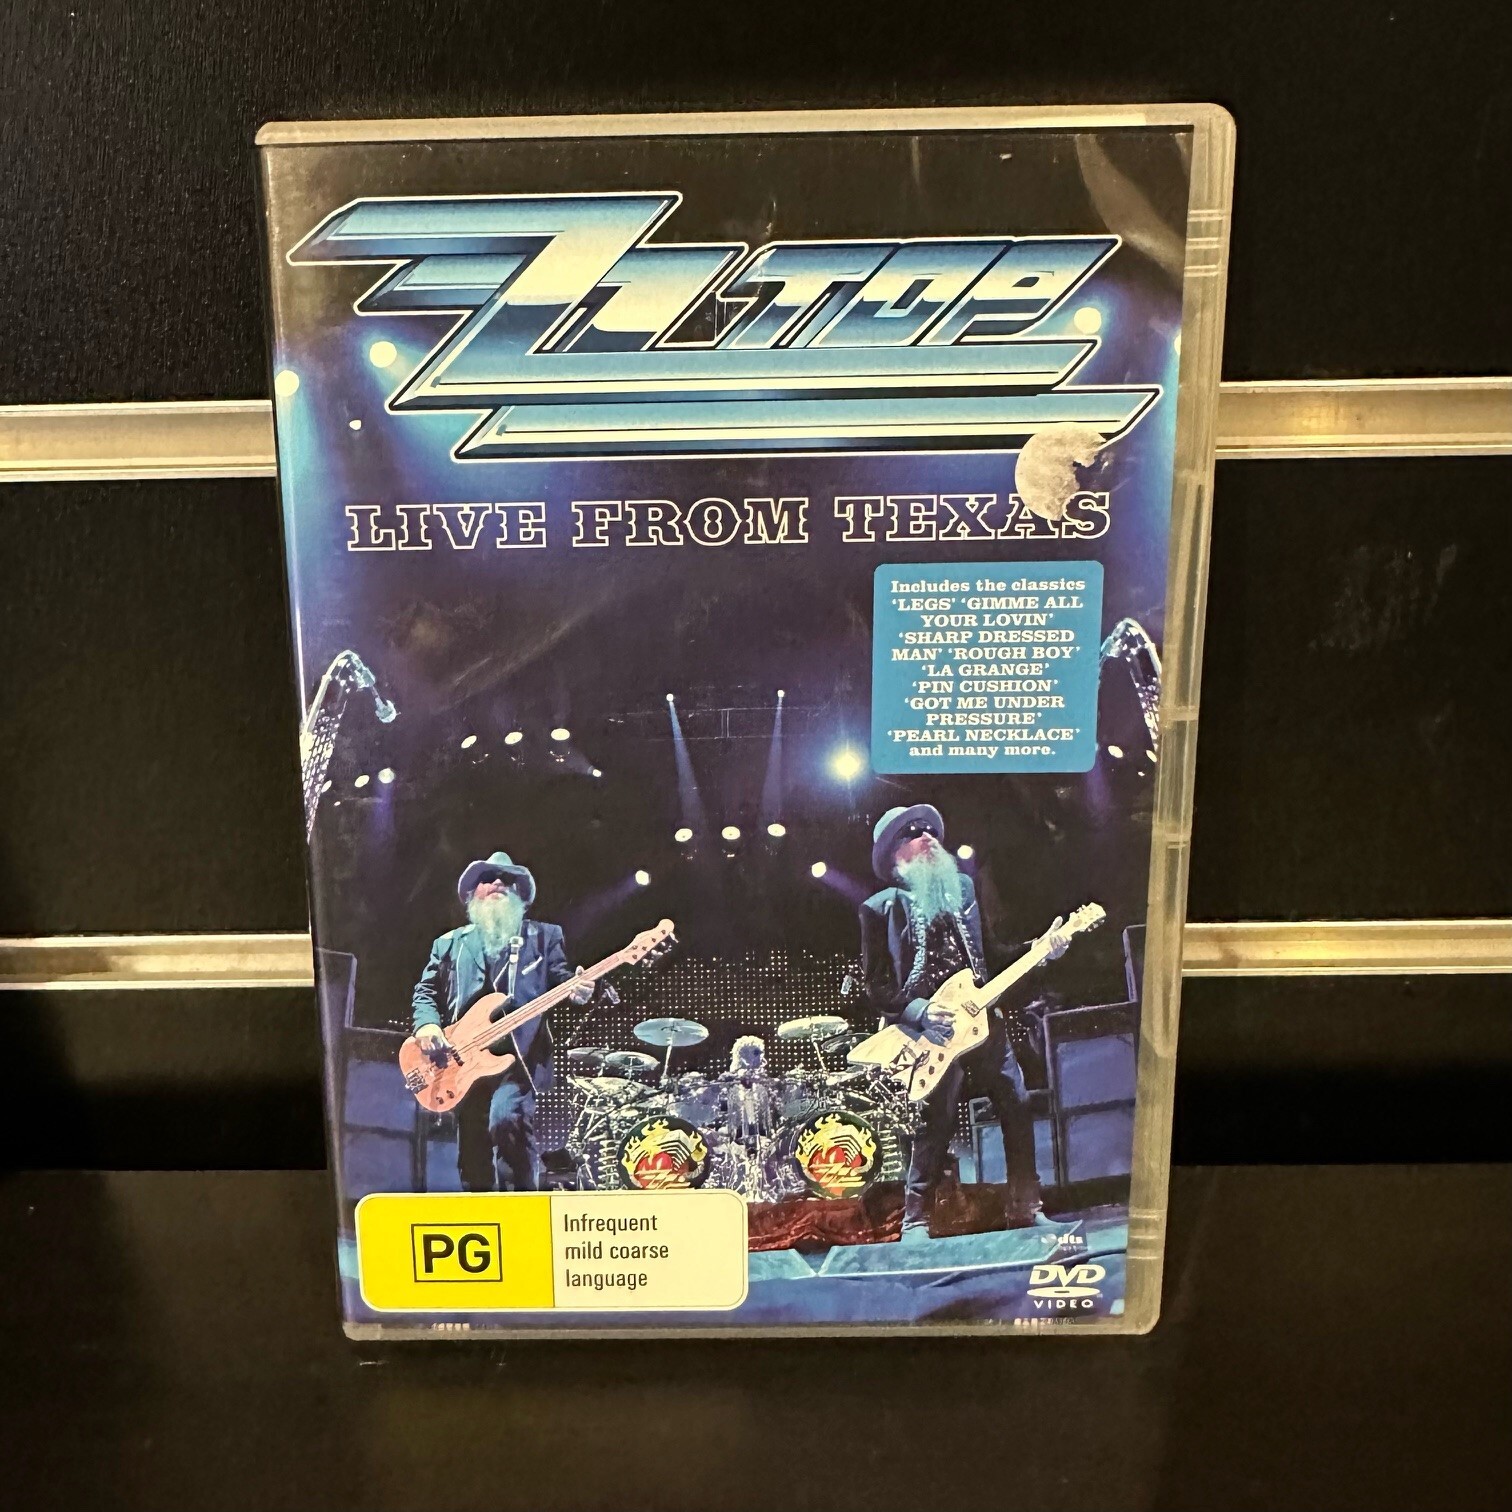 ZZ TOP
LIVE FROM TEXAS
Includes the classics
‘LEGS’ ‘GIMME ALL
YOUR LOVIN’
‘SHARP DRESSED
MAN’ ‘ROUGH BOY’
‘LA GRANGE’
‘PIN CUSHION’
‘GOT ME UNDER
PRESSURE’
‘PEARL NECKLACE’
and many more.
PG
Infrequent
mild coarse
language
dts
DVD
VIDEO